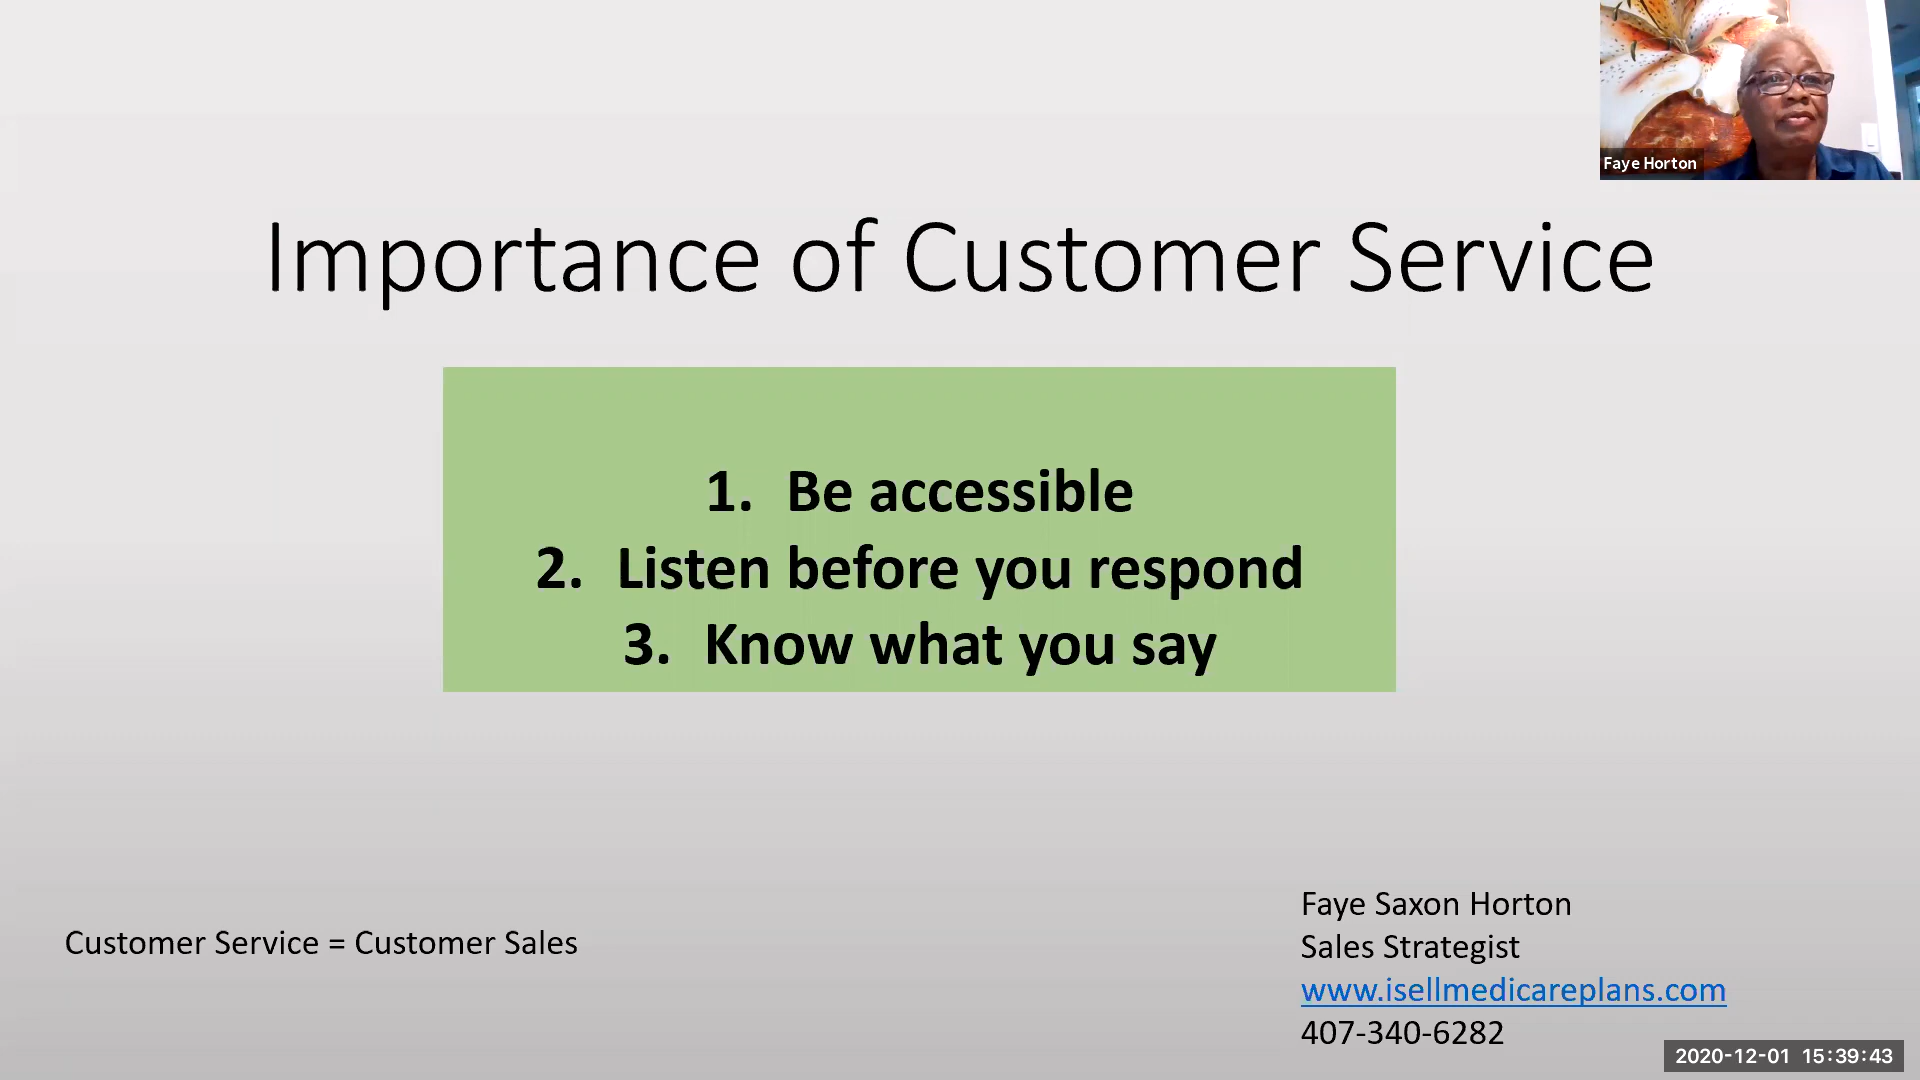 Faye Horton
Importance of Customer Service
1. Be accessible
2. Listen before you respond
3. Know what you say
Customer Service = Customer Sales
Faye Saxon Horton
Sales Strategist
www.isellmedicareplans.com
407-340-6282
2020-12-01 15:39:43